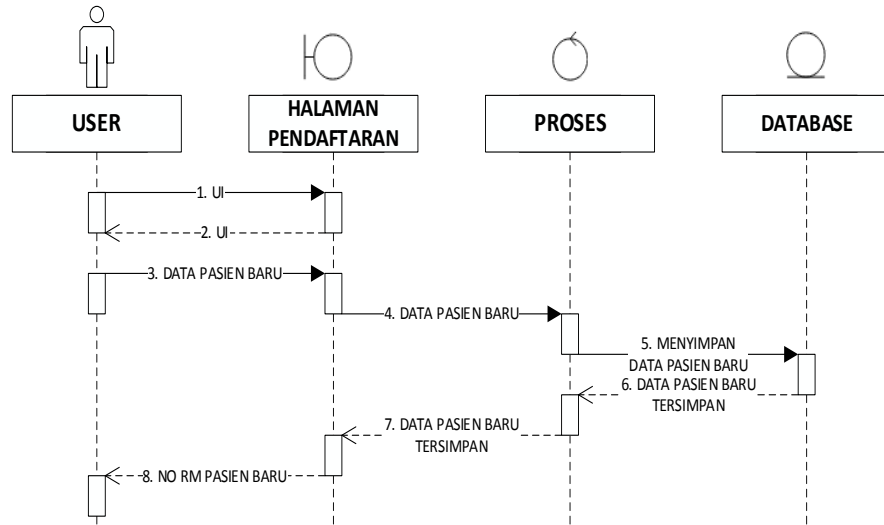 USER
HALAMAN
PENDAFTARAN
PROSES
DATABASE
1. UI
2. UI
3. DATA PASIEN BARU
4. DATA PASIEN BARU
5. MENYIMPAN
DATA PASIEN BARU
6. DATA PASIEN BARU
TERSIMPAN
7. DATA PASIEN BARU
TERSIMPAN
8. NO RM PASIEN BARU